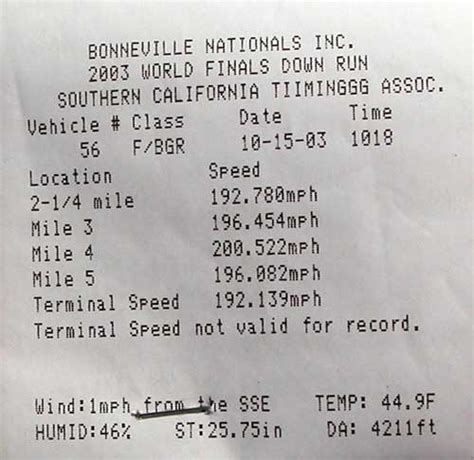 BONNEVILLE NATIONALS INC.
2003 WORLD FINALS DOWN RUN
SOUTHERN CALIFORNIA TIIMINGGG ASSOC.
Vehicle # Class Date Time
56 F/BGR 10-15-03 1018
Location Speed
2-1/4 mile 192.780mph
Mile 3 196.454mph
Mile 4 200.522mph
Mile 5 196.082mph
Terminal Speed 192.139mph
Terminal Speed not valid for record.
Wind:1mph from the SSE TEMP: 44.9F
HUMID:46% ST:25.75in DA: 4211ft